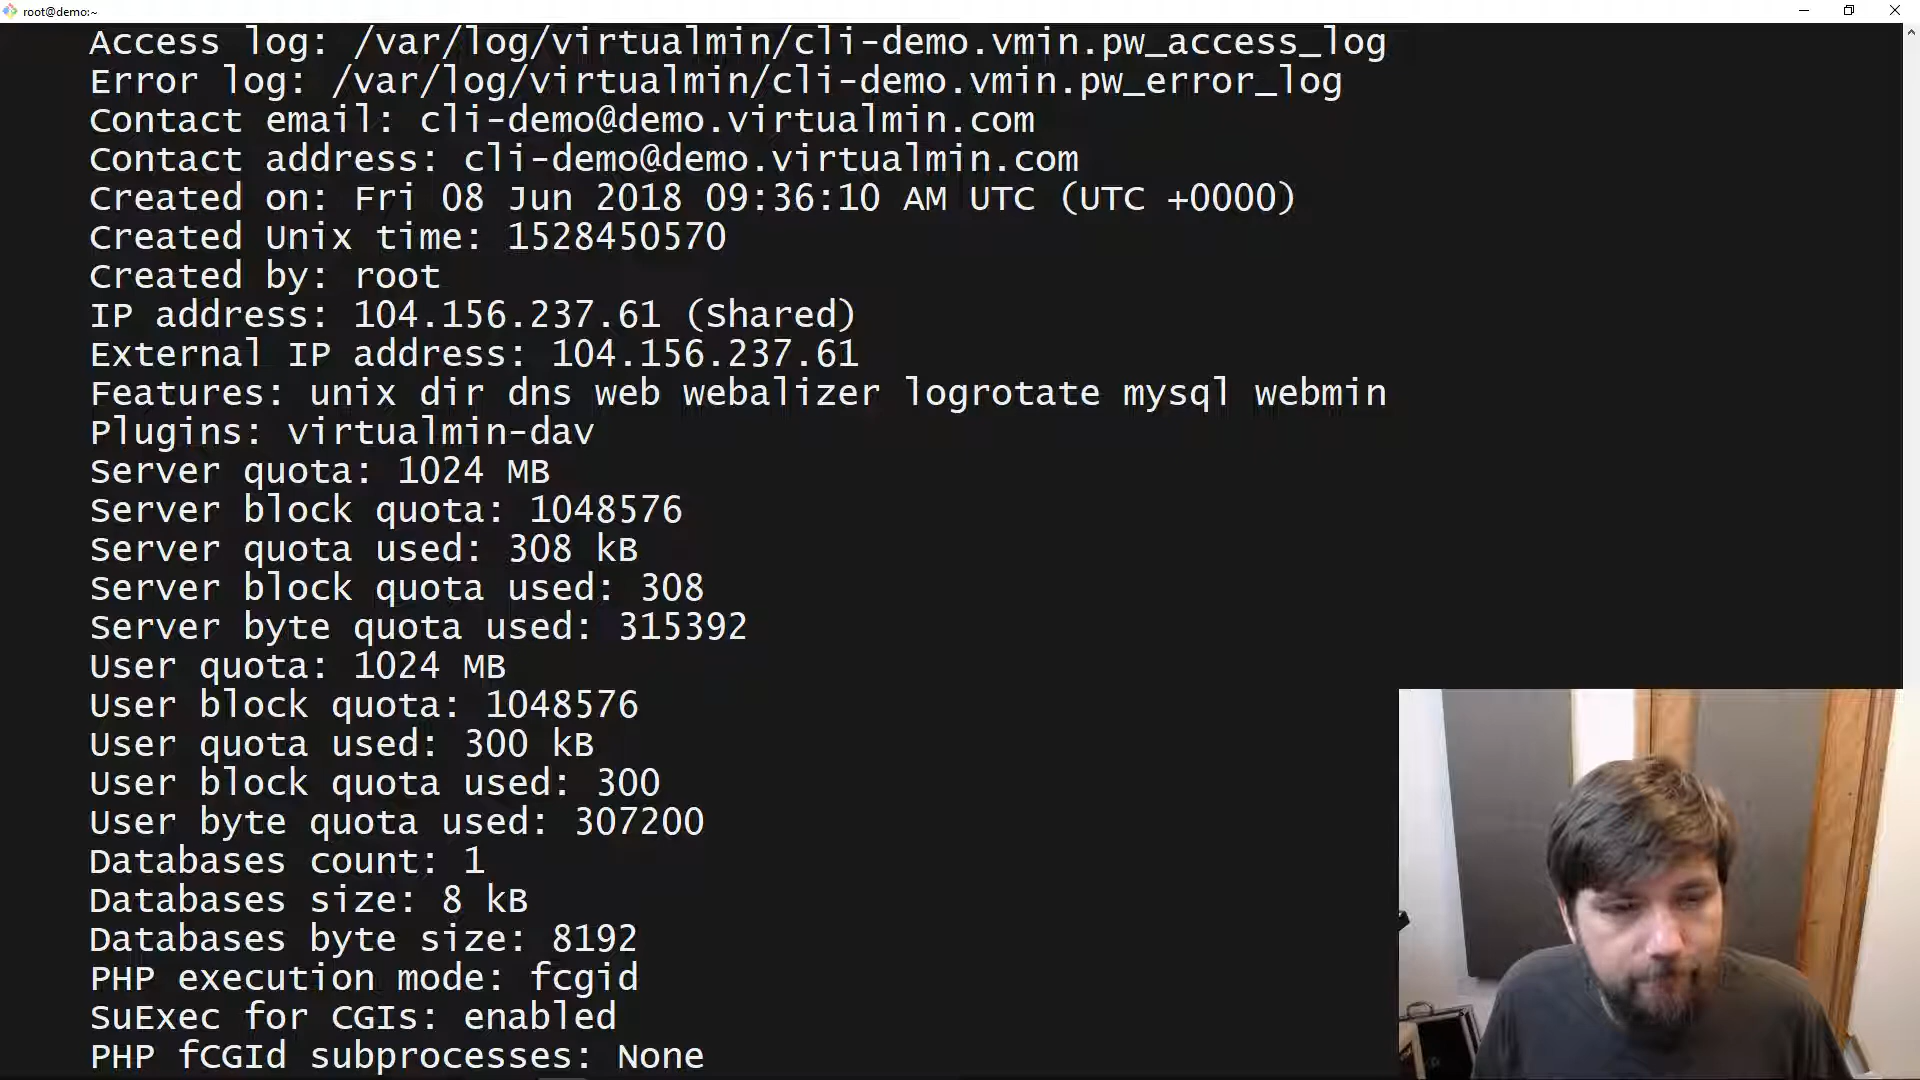 root@demo:~
Access log: /var/log/virtualmin/cli-demo.vmin.pw_access_log
Error log: /var/log/virtualmin/cli-demo.vmin.pw_error_log
Contact email: cli-demo@demo.virtualmin.com
Contact address: cli-demo@demo.virtualmin.com
Created on: Fri 08 Jun 2018 09:36:10 AM UTC (UTC +0000)
Created Unix time: 1528450570
Created by: root
IP address: 104.156.237.61 (Shared)
External IP address: 104.156.237.61
Features: unix dir dns web webalizer logrotate mysql webmin
Plugins: virtualmin-dav
Server quota: 1024 MB
Server block quota: 1048576
Server quota used: 308 kB
Server block quota used: 308
Server byte quota used: 315392
User quota: 1024 MB
User block quota: 1048576
User quota used: 300 kB
User block quota used: 300
User byte quota used: 307200
Databases count: 1
Databases size: 8 kB
Databases byte size: 8192
PHP execution mode: fcgid
SuExec for CGIs: enabled
PHP fCGId subprocesses: None